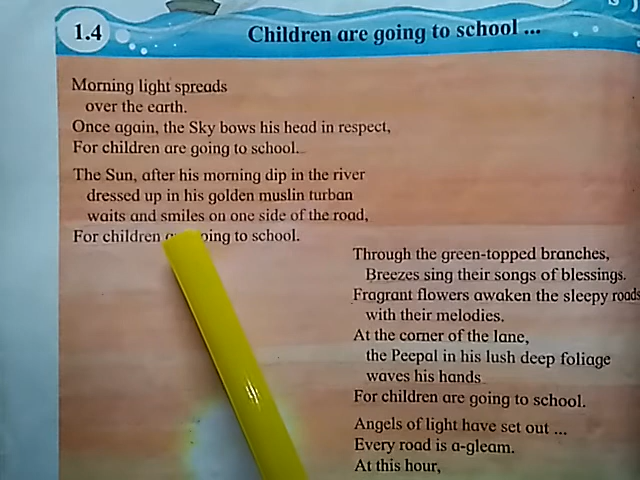 1.4
Children are going to school ...
Morning light spreads
over the earth.
Once again, the Sky bows his head in respect,
For children are going to school.
The Sun, after his morning dip in the river
dressed up in his golden muslin turban
waits and smiles on one side of the road,
For children going to school.
Through the green-topped branches,
Breezes sing their songs of blessings.
Fragrant flowers awaken the sleepy roads
with their melodies.
At the corner of the lane,
the Peepal in his lush deep foliage
waves his hands
For children are going to school.
Angels of light have set out ...
Every road is a-gleam.
At this hour,